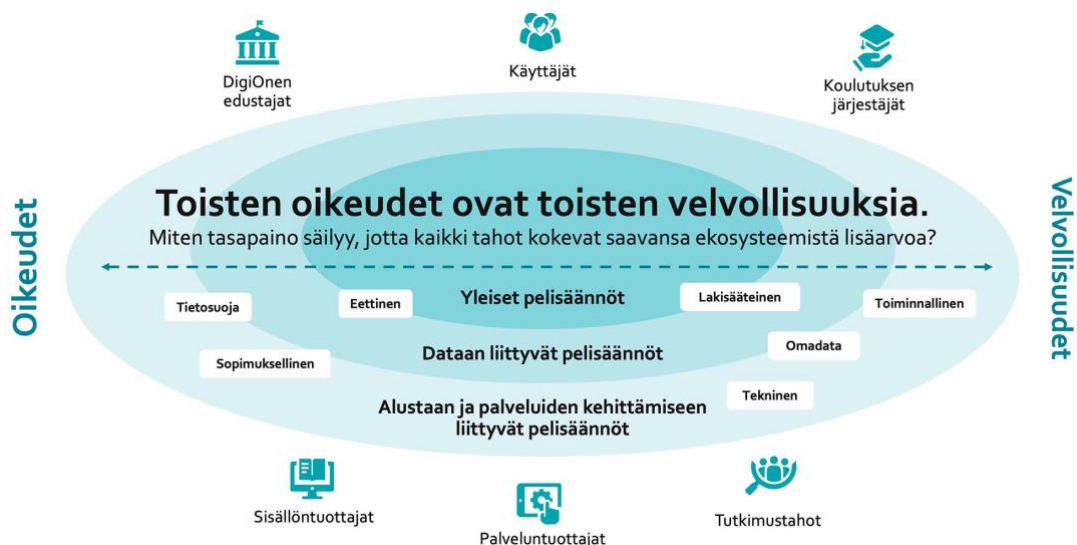 DigiOnen
edustajat
Käyttäjät
Koulutuksen
järjestäjät
Oikeudet
Velvollisuudet
Toisten oikeudet ovat toisten velvollisuuksia.
Miten tasapaino säilyy, jotta kaikki tahot kokevat saavansa ekosysteemistä lisäarvoa?
Tietosuoja
Eettinen
Yleiset pelisäännöt
Lakisääteinen
Toiminnallinen
Sopimuksellinen
Dataan liittyvät pelisäännöt
Omadata
Tekninen
Alustaan ja palveluiden kehittämiseen
liittyvät pelisäännöt
Sisällöntuottajat
Palveluntuottajat
Tutkimustahot